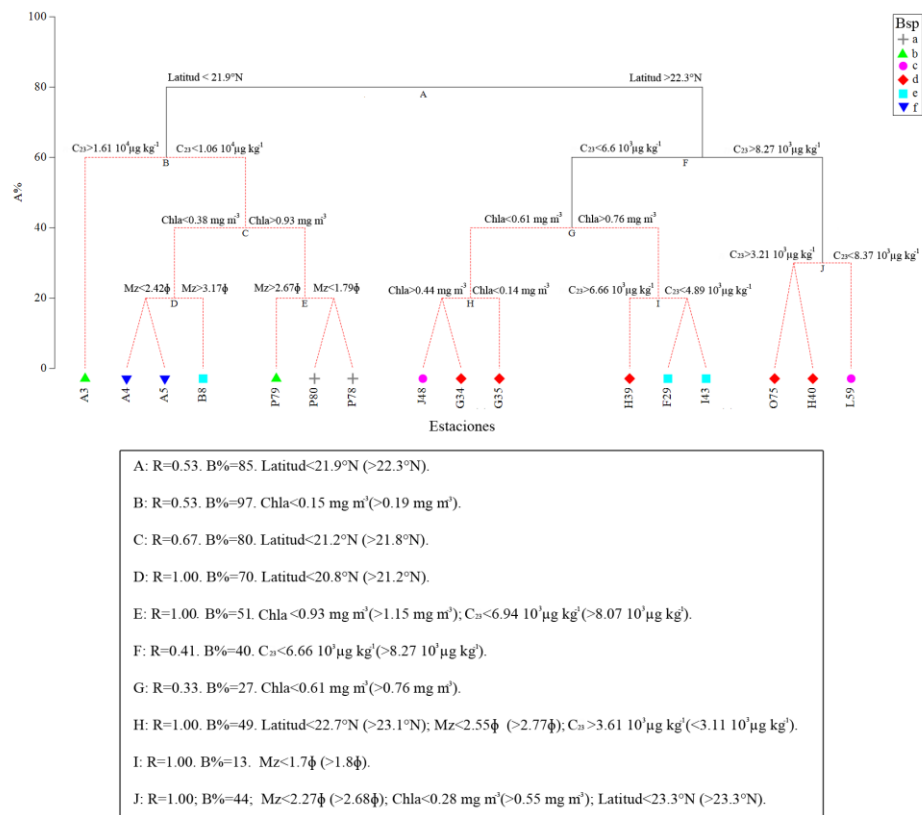 100
80
60
40
20
0
A%
Bsp
a
b
c
d
e
f
Latitud < 21.9°N
Latitud >22.3°N
A
C₂₃>1.61 10⁴µg kg⁻¹
C₂₃<1.06 10⁴µg kg⁻¹
B
C₂₃<6.6 10³µg kg⁻¹
C₂₃>8.27 10³µg kg⁻¹
F
Chla<0.38 mg m³
Chla>0.93 mg m³
C
Chla<0.61 mg m³
Chla>0.76 mg m³
G
C₂₃>3.21 10³µg kg⁻¹
C₂₃<8.37 10³µg kg⁻¹
J
Mz<2.42ϕ
Mz>3.17ϕ
D
Mz>2.67ϕ
Mz<1.79ϕ
E
Chla>0.44 mg m³
Chla<0.14 mg m³
H
C₂₃>6.66 10³µg kg⁻¹
C₂₃<4.89 10³µg kg⁻¹
I
A3
A4
A5
B8
P79
P80
P78
J48
G34
G35
H39
F29
I43
O75
H40
L59
Estaciones
A: R=0.53. B%=85. Latitud<21.9°N (>22.3°N).
B: R=0.53. B%=97. Chla<0.15 mg m³(>0.19 mg m³).
C: R=0.67. B%=80. Latitud<21.2°N (>21.8°N).
D: R=1.00. B%=70. Latitud<20.8°N (>21.2°N).
E: R=1.00. B%=51. Chla <0.93 mg m³(>1.15 mg m³); C₂₃<6.94 10³µg kg¹(>8.07 10³µg kg¹).
F: R=0.41. B%=40. C₂₃<6.66 10³µg kg¹(>8.27 10³µg kg¹).
G: R=0.33. B%=27. Chla<0.61 mg m³(>0.76 mg m³).
H: R=1.00. B%=49. Latitud<22.7°N (>23.1°N); Mz<2.55ϕ (>2.77ϕ); C₂₃ >3.61 10³µg kg¹(<3.11 10³µg kg¹).
I: R=1.00. B%=13. Mz<1.7ϕ (>1.8ϕ).
J: R=1.00; B%=44; Mz<2.27ϕ (>2.68ϕ); Chla<0.28 mg m³(>0.55 mg m³); Latitud<23.3°N (>23.3°N).